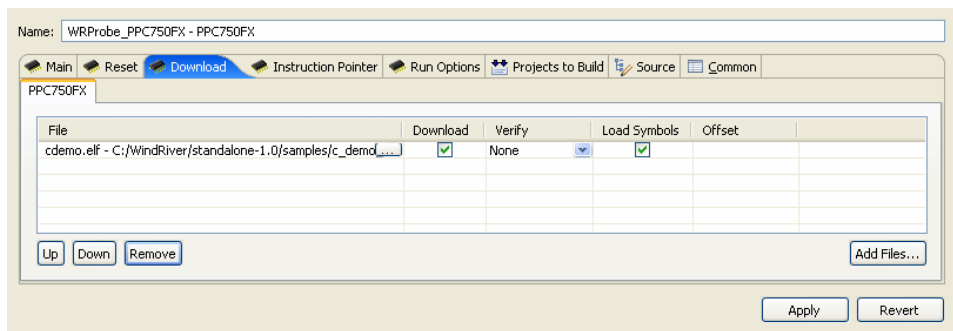 Name: WRProbe_PPC750FX - PPC750FX
Main Reset Download Instruction Pointer Run Options Projects to Build Source Common
PPC750FX
File Download Verify Load Symbols Offset
cdemo.elf - C:/WindRiver/standalone-1.0/samples/c_demo ... None
Up Down Remove Add Files...
Apply Revert